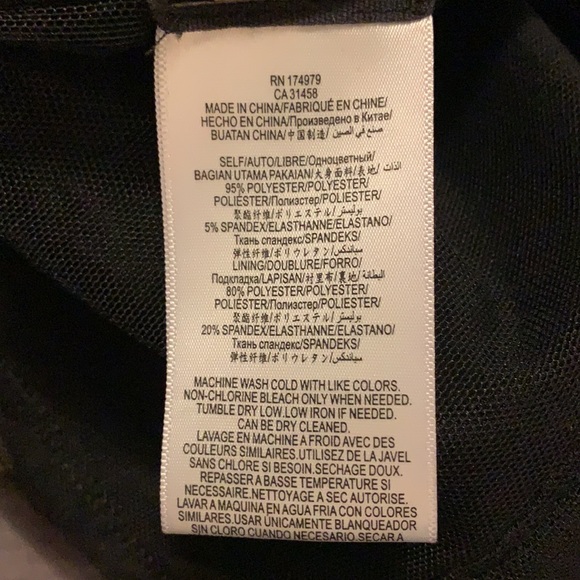 RN 174979
CA 31458
MADE IN CHINA/FABRIQUÉ EN CHINE/
HECHO EN CHINA/Произведено в Китае/
BUATAN CHINA/中国制造/ صنع في الصين/
SELF/AUTO/LIBRE/Одноцветный/
BAGIAN UTAMA PAKAIAN/大身面料/表地/ الذات/
95% POLYESTER/POLYESTER/
POLIÉSTER/Полиэстер/POLIESTER/
聚酯纤维/ポリエステル/ بوليستر/
5% SPANDEX/ELASTHANNE/ELASTANO/
Ткань спандекс/SPANDEKS/
弹性纤维/ポリウレタン/ سباندكس/
LINING/DOUBLURE/FORRO/
Подкладка/LAPISAN/衬里布/裏地/ البطانة/
80% POLYESTER/POLYESTER/
POLIÉSTER/Полиэстер/POLIESTER/
聚酯纤维/ポリエステル/ بوليستر/
20% SPANDEX/ELASTHANNE/ELASTANO/
Ткань спандекс/SPANDEKS/
弹性纤维/ポリウレタン/ سباندكس/
MACHINE WASH COLD WITH LIKE COLORS.
NON-CHLORINE BLEACH ONLY WHEN NEEDED.
TUMBLE DRY LOW.LOW IRON IF NEEDED.
CAN BE DRY CLEANED.
LAVAGE EN MACHINE A FROID AVEC DES
COULEURS SIMILAIRES.UTILISEZ DE LA JAVEL
SANS CHLORE SI BESOIN.SECHAGE DOUX.
REPASSER A BASSE TEMPERATURE SI
NECESSAIRE.NETTOYAGE A SEC AUTORISE.
LAVAR A MAQUINA EN AGUA FRIA CON COLORES
SIMILARES.USAR UNICAMENTE BLANQUEADOR
SIN CLORO CUANDO NECESARIO.SECAR A